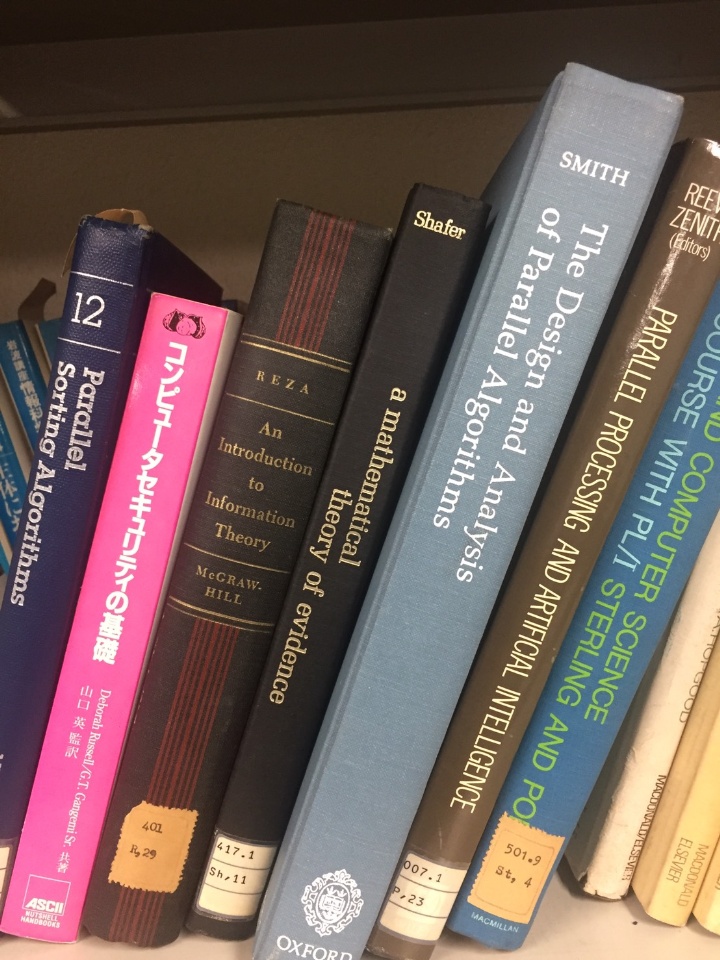 12
Parallel
Sorting Algorithms
コンピュータセキュリティの基礎
Deborah Russell/G.T. Gangemi Sr. 共著
山口 英 監訳
ASCII
NUTSHELL
HANDBOOKS
REZA
An
Introduction
to
Information
Theory
McGRAW-
HILL
401
R,29
Shafer
a mathematical
theory of evidence
417.1
Sh,11
SMITH
The Design and Analysis
of Parallel Algorithms
OXFORD
ZENITH
(Editors)
PARALLEL PROCESSING AND ARTIFICIAL INTELLIGENCE
007.1
P,23
AND COMPUTER SCIENCE
COURSE WITH PL/I
STERLING AND
501.9
St, 4
MACMILLAN
MACDONALD/ELSEVIER
MACDONALD
ELSEVIER